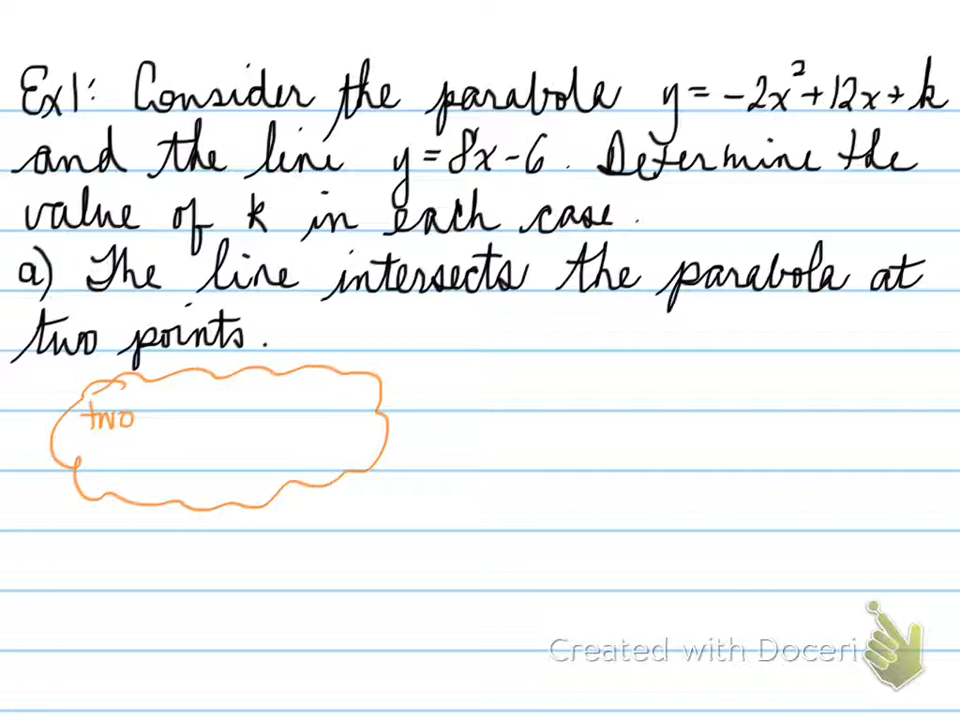 Ex1: Consider the parabola y = -2x² + 12x + k
and the line y = 8x - 6. Determine the
value of k in each case.
a) The line intersects the parabola at
two points.
two
Created with Doceri